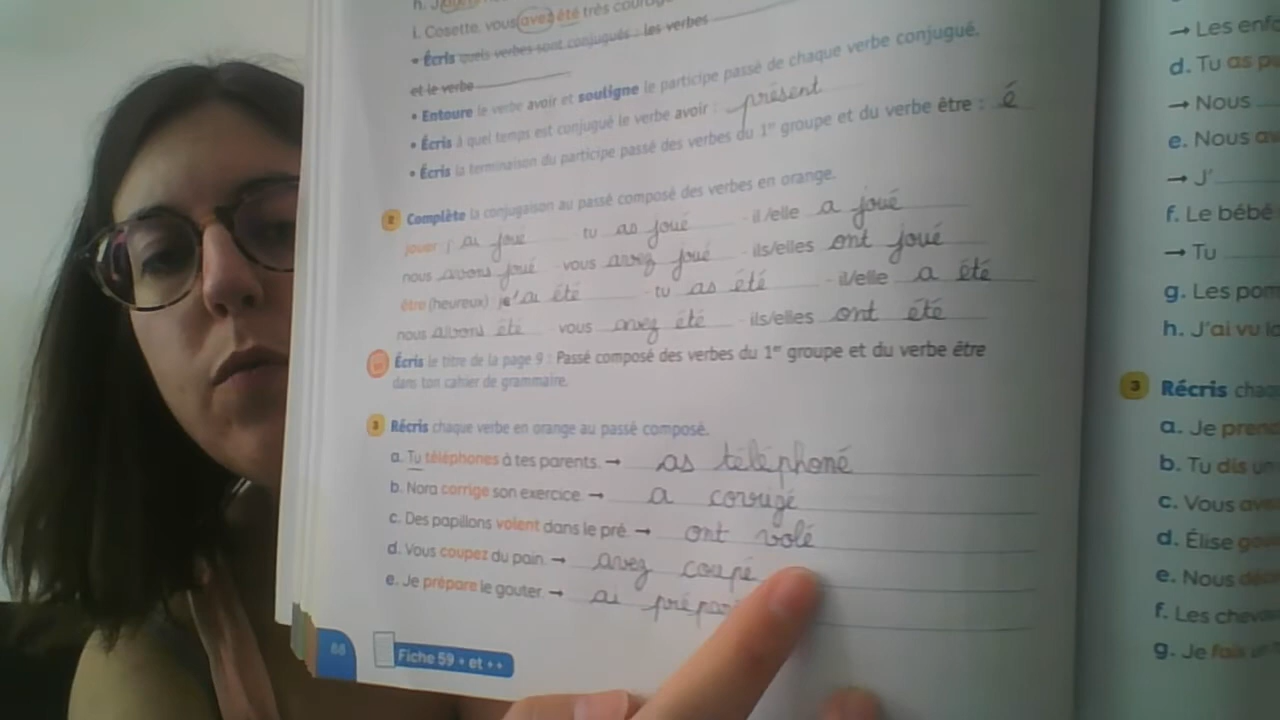 i. Cosette, vous avez été très
• Écris quels verbes sont conjugués : les verbes
et le verbe
• Entoure le verbe avoir et souligne le participe passé de chaque verbe conjugué.
• Écris à quel temps est conjugué le verbe avoir : présent
• Écris la terminaison du participe passé des verbes du 1er groupe et du verbe être : é
2 Complète la conjugaison au passé composé des verbes en orange.
jouer j' ai joué tu as joué - il/elle a joué
nous avons joué vous avez joué - ils/elles ont joué
être (heureux) j'ai été - tu as été - il/elle a été
nous avons été vous avez été - ils/elles ont été
Écris le titre de la page 9 : Passé composé des verbes du 1er groupe et du verbe être
dans ton cahier de grammaire.
3 Récris chaque verbe en orange au passé composé.
a. Tu téléphones à tes parents. → as téléphoné
b. Nora corrige son exercice. → a corrigé
c. Des papillons volent dans le pré. → ont volé
d. Vous coupez du pain. → avez coupé
e. Je prépare le gouter. → ai
68
Fiche 59 + et ++
→ Les
d. Tu as
→ Nous
e. Nous
→ J'
f. Le bébé
→ Tu
g. Les
h. J'ai vu
3 Récris
a. Je
b. Tu dis
c. Vous
d. Élise
e. Nous
f. Les
g. Je fais